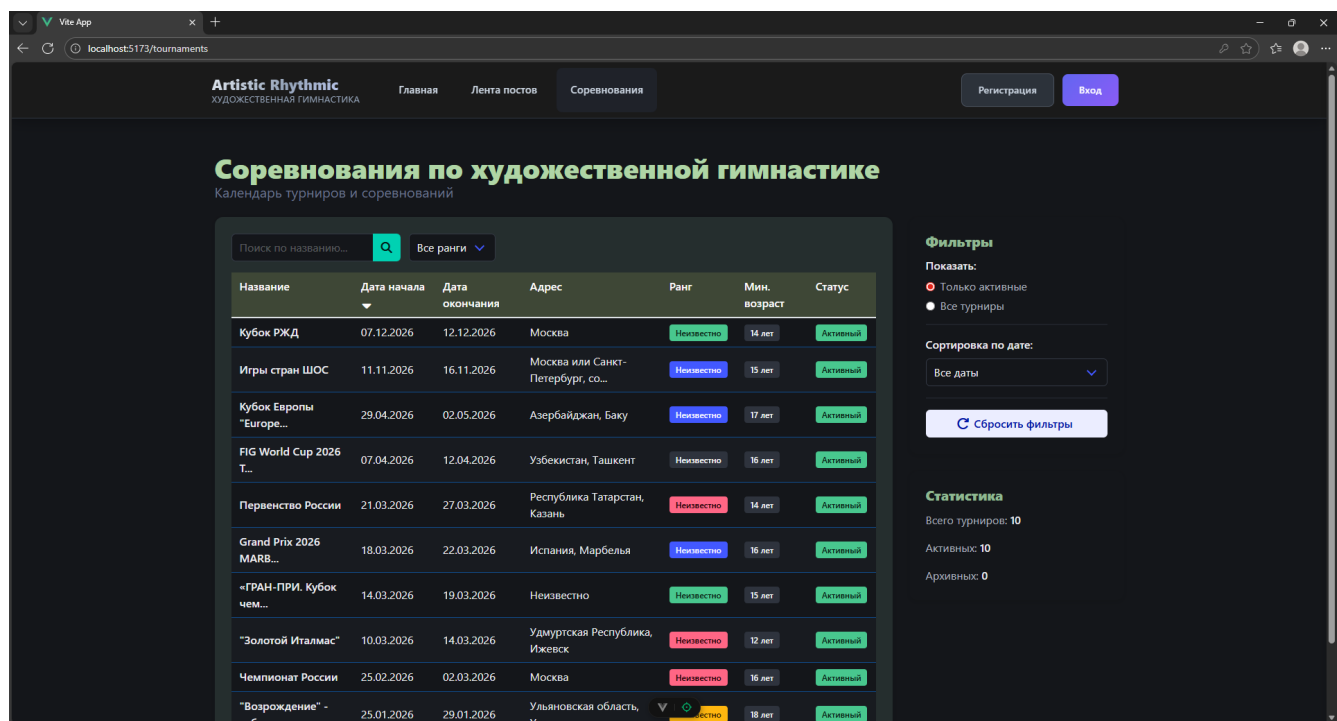 Vite App
localhost:5173/tournaments
Artistic Rhythmic
ХУДОЖЕСТВЕННАЯ ГИМНАСТИКА
Главная
Лента постов
Соревнования
Регистрация
Вход
Соревнования по художественной гимнастике
Календарь турниров и соревнований
Поиск по названию...
Все ранги
Название Дата начала Дата окончания Адрес Ранг Мин. возраст Статус
Кубок РЖД 07.12.2026 12.12.2026 Москва Неизвестно 14 лет Активный
Игры стран ШОС 11.11.2026 16.11.2026 Москва или Санкт-Петербург, со... Неизвестно 15 лет Активный
Кубок Европы "Europe... 29.04.2026 02.05.2026 Азербайджан, Баку Неизвестно 17 лет Активный
FIG World Cup 2026 T... 07.04.2026 12.04.2026 Узбекистан, Ташкент Неизвестно 16 лет Активный
Первенство России 21.03.2026 27.03.2026 Республика Татарстан, Казань Неизвестно 14 лет Активный
Grand Prix 2026 MARB... 18.03.2026 22.03.2026 Испания, Марбелья Неизвестно 16 лет Активный
«ГРАН-ПРИ. Кубок чем... 14.03.2026 19.03.2026 Неизвестно Неизвестно 15 лет Активный
"Золотой Италмас" 10.03.2026 14.03.2026 Удмуртская Республика, Ижевск Неизвестно 12 лет Активный
Чемпионат России 25.02.2026 02.03.2026 Москва Неизвестно 16 лет Активный
"Возрождение" - 25.01.2026 29.01.2026 Ульяновская область, 18 лет Активный
Фильтры
Показать:
Только активные
Все турниры
Сортировка по дате:
Все даты
Сбросить фильтры
Статистика
Всего турниров: 10
Активных: 10
Архивных: 0